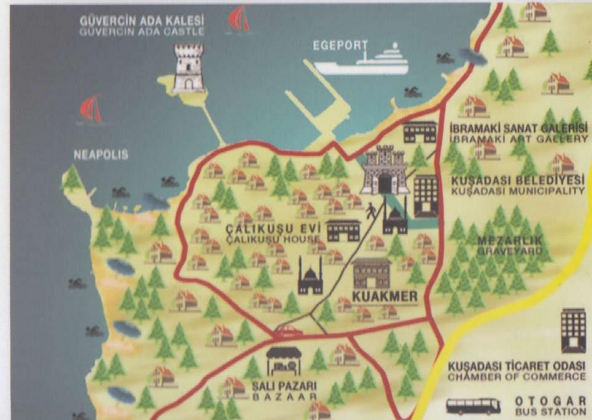 GÜVERCİN ADA KALESİ
GÜVERCİN ADA CASTLE
EGEPORT
NEAPOLIS
İBRAMAKİ SANAT GALERİSİ
İBRAMAKİ ART GALLERY
KUŞADASI BELEDİYESİ
KUŞADASI MUNICIPALITY
ÇALIKUŞU EVİ
ÇALIKUŞU HOUSE
MEZARLIK
GRAVEYARD
KUAKMER
KUŞADASI TİCARET ODASI
CHAMBER OF COMMERCE
SALI PAZARI
BAZAAR
OTOGAR
BUS STATION